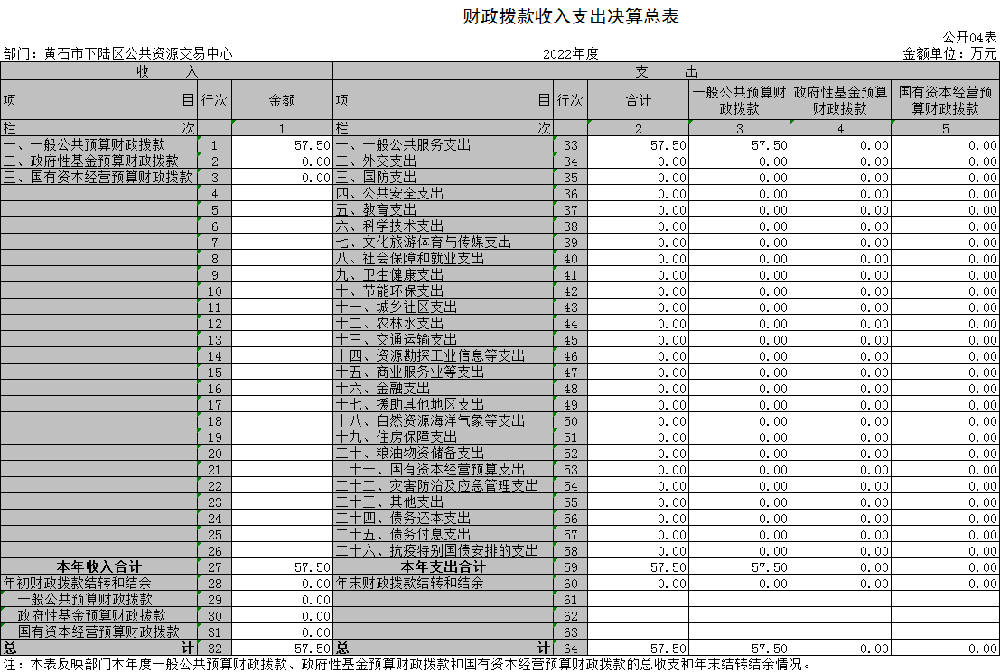 财政拨款收入支出决算总表
公开04表
部门：黄石市下陆区公共资源交易中心 2022年度 金额单位：万元
收 入 支 出
项 目 行次 金额 项 目 行次 合计 一般公共预算财政拨款 政府性基金预算财政拨款 国有资本经营预算财政拨款
栏 次 1 栏 次 2 3 4 5
一、一般公共预算财政拨款 1 57.50 一、一般公共服务支出 33 57.50 57.50 0.00 0.00
二、政府性基金预算财政拨款 2 0.00 二、外交支出 34 0.00 0.00 0.00 0.00
三、国有资本经营预算财政拨款 3 0.00 三、国防支出 35 0.00 0.00 0.00 0.00
4 四、公共安全支出 36 0.00 0.00 0.00 0.00
5 五、教育支出 37 0.00 0.00 0.00 0.00
6 六、科学技术支出 38 0.00 0.00 0.00 0.00
7 七、文化旅游体育与传媒支出 39 0.00 0.00 0.00 0.00
8 八、社会保障和就业支出 40 0.00 0.00 0.00 0.00
9 九、卫生健康支出 41 0.00 0.00 0.00 0.00
10 十、节能环保支出 42 0.00 0.00 0.00 0.00
11 十一、城乡社区支出 43 0.00 0.00 0.00 0.00
12 十二、农林水支出 44 0.00 0.00 0.00 0.00
13 十三、交通运输支出 45 0.00 0.00 0.00 0.00
14 十四、资源勘探工业信息等支出 46 0.00 0.00 0.00 0.00
15 十五、商业服务业等支出 47 0.00 0.00 0.00 0.00
16 十六、金融支出 48 0.00 0.00 0.00 0.00
17 十七、援助其他地区支出 49 0.00 0.00 0.00 0.00
18 十八、自然资源海洋气象等支出 50 0.00 0.00 0.00 0.00
19 十九、住房保障支出 51 0.00 0.00 0.00 0.00
20 二十、粮油物资储备支出 52 0.00 0.00 0.00 0.00
21 二十一、国有资本经营预算支出 53 0.00 0.00 0.00 0.00
22 二十二、灾害防治及应急管理支出 54 0.00 0.00 0.00 0.00
23 二十三、其他支出 55 0.00 0.00 0.00 0.00
24 二十四、债务还本支出 56 0.00 0.00 0.00 0.00
25 二十五、债务付息支出 57 0.00 0.00 0.00 0.00
26 二十六、抗疫特别国债安排的支出 58 0.00 0.00 0.00 0.00
本年收入合计 27 57.50 本年支出合计 59 57.50 57.50 0.00 0.00
年初财政拨款结转和结余 28 0.00 年末财政拨款结转和结余 60 0.00 0.00 0.00 0.00
一般公共预算财政拨款 29 0.00 61
政府性基金预算财政拨款 30 0.00 62
国有资本经营预算财政拨款 31 0.00 63
总 计 32 57.50 总 计 64 57.50 57.50 0.00 0.00
注：本表反映部门本年度一般公共预算财政拨款、政府性基金预算财政拨款和国有资本经营预算财政拨款的总收支和年末结转结余情况。